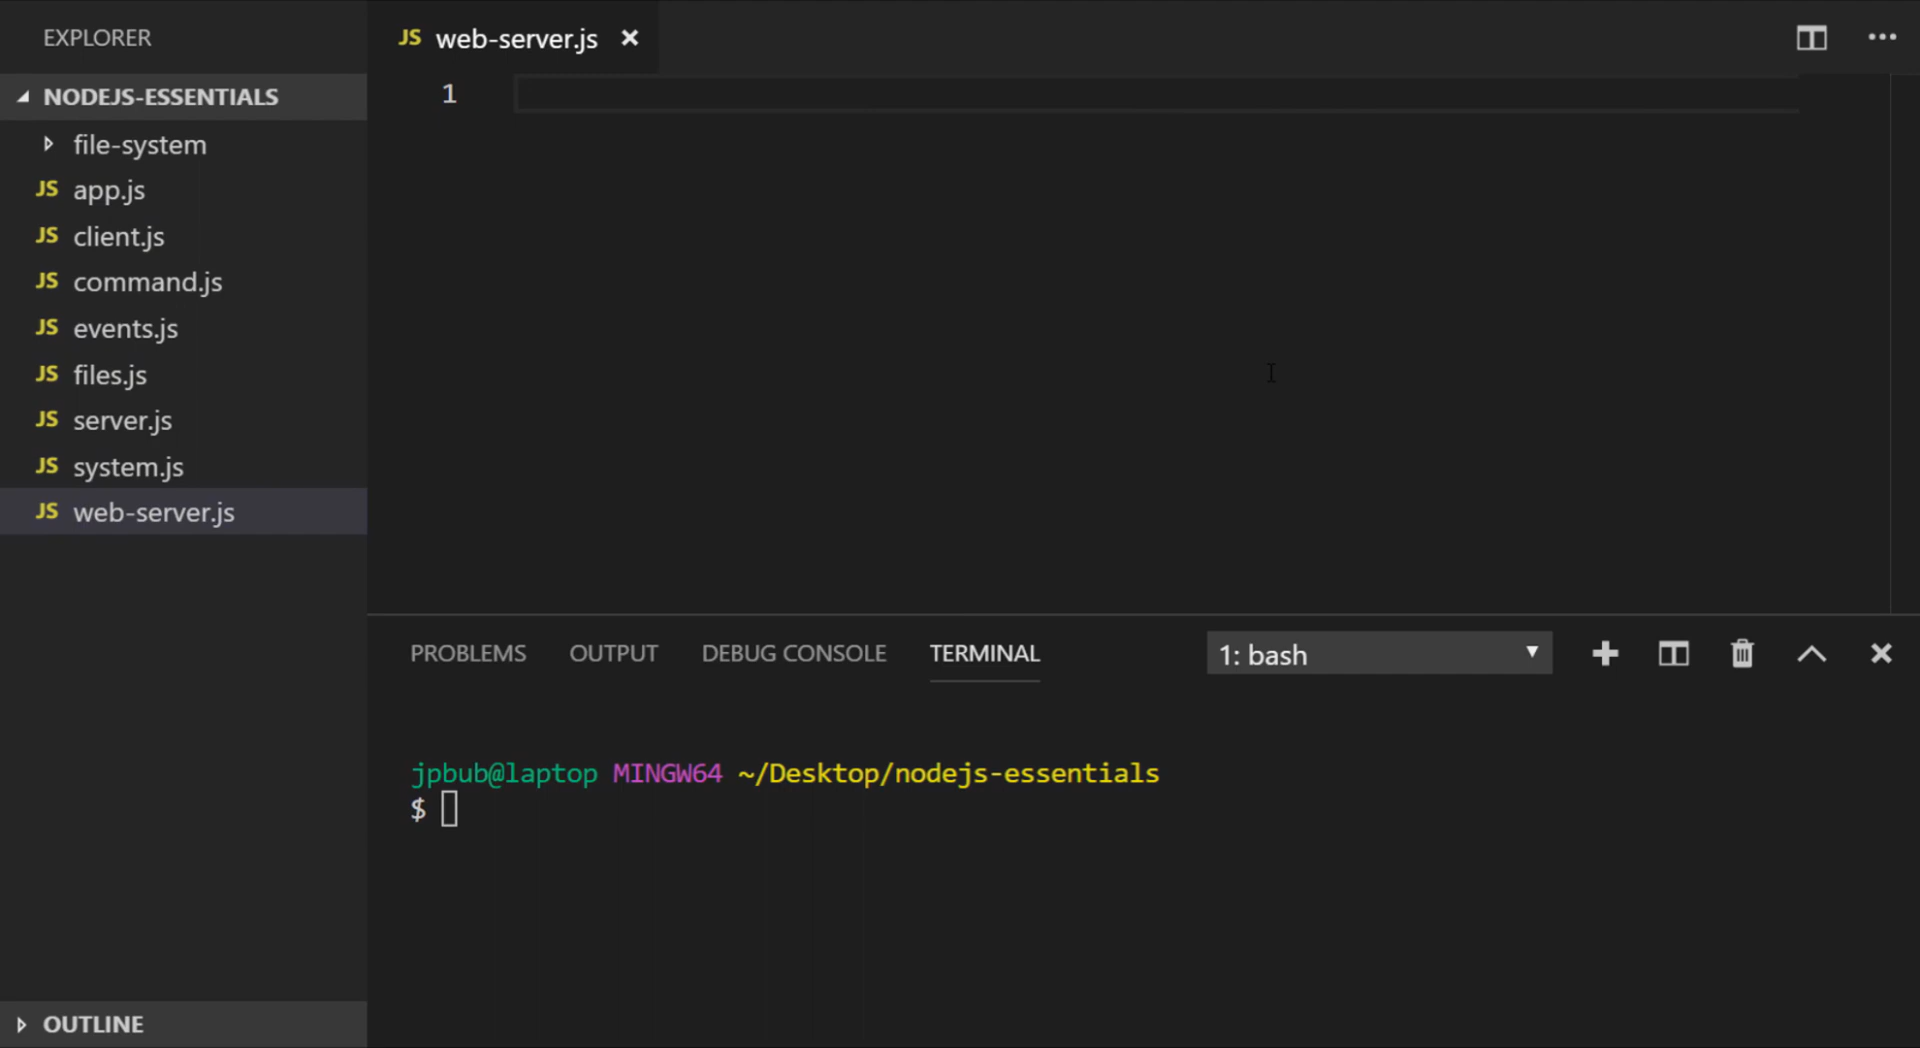 EXPLORER
NODEJS-ESSENTIALS
file-system
JS app.js
JS client.js
JS command.js
JS events.js
JS files.js
JS server.js
JS system.js
JS web-server.js
OUTLINE
JS web-server.js
1
PROBLEMS OUTPUT DEBUG CONSOLE TERMINAL 1: bash
jpbub@laptop MINGW64 ~/Desktop/nodejs-essentials
$